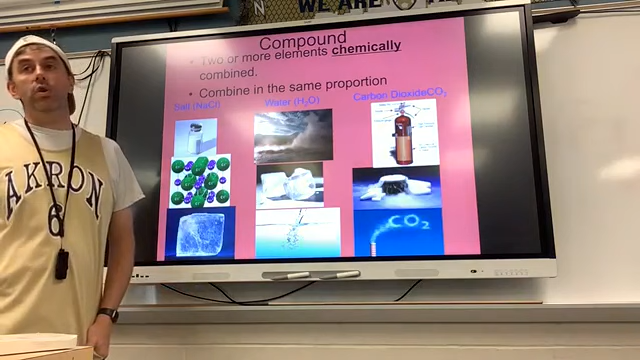 WE ARE
Compound
• Two or more elements chemically
combined.
• Combine in the same proportion
Salt (NaCl)
Water (H₂O)
Carbon DioxideCO₂
CO₂
AKRON
6